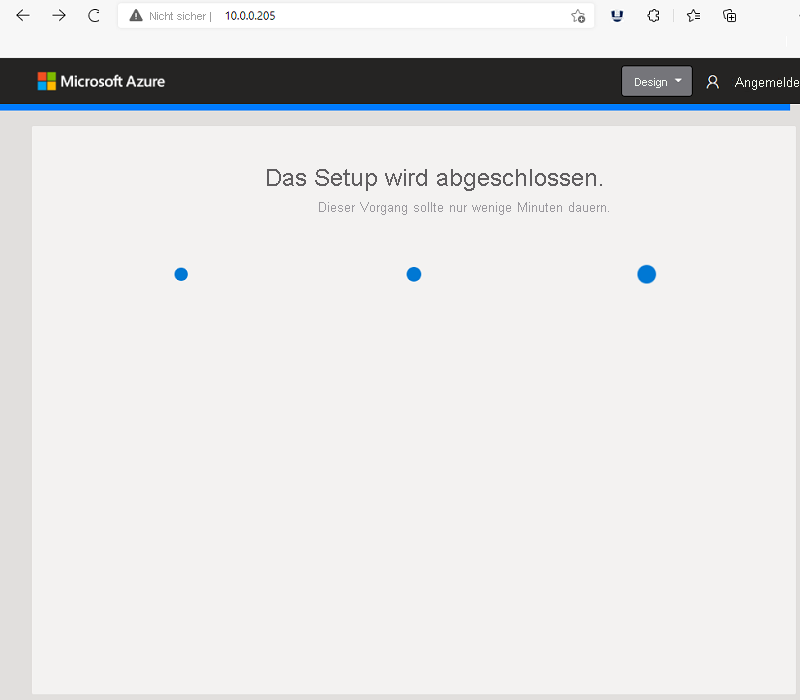 Nicht sicher | 10.0.0.205
Microsoft Azure
Design
Angemelde
Das Setup wird abgeschlossen.
Dieser Vorgang sollte nur wenige Minuten dauern.